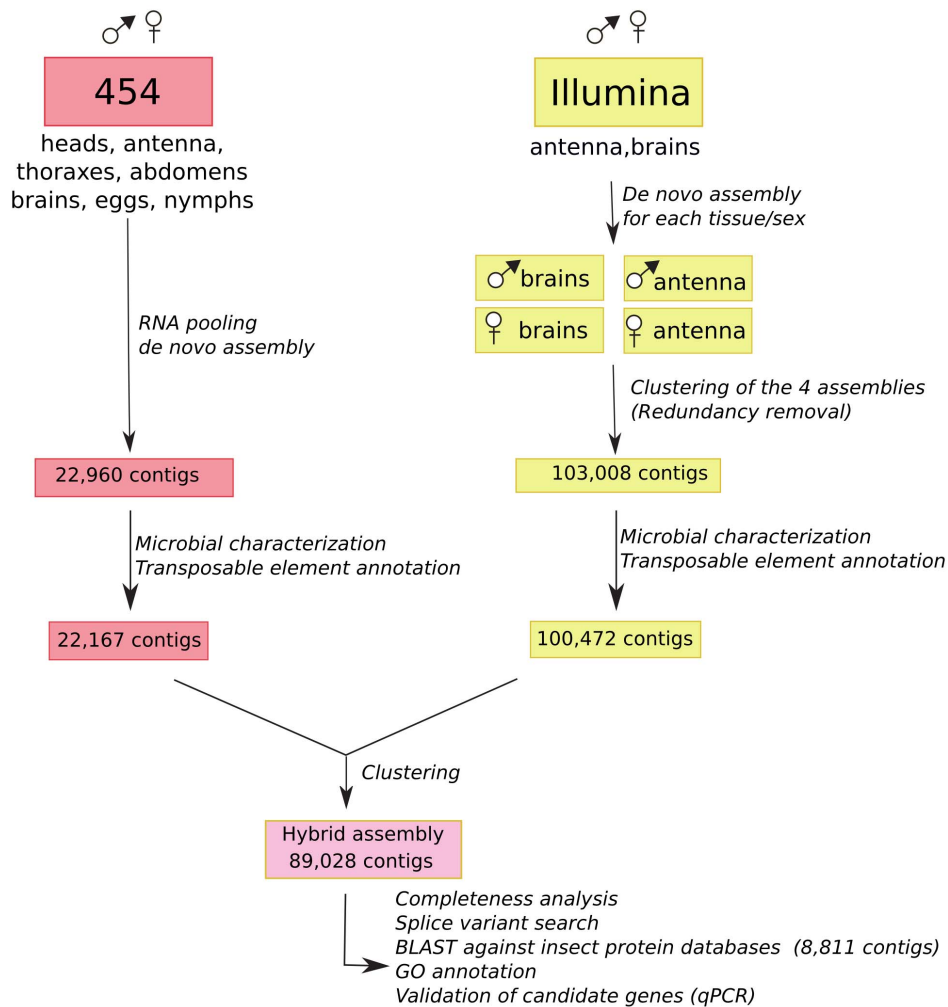 454
heads, antenna,
thoraxes, abdomens
brains, eggs, nymphs
RNA pooling
de novo assembly
22,960 contigs
Microbial characterization
Transposable element annotation
22,167 contigs
Illumina
antenna,brains
De novo assembly
for each tissue/sex
♂ brains
♂ antenna
♀ brains
♀ antenna
Clustering of the 4 assemblies
(Redundancy removal)
103,008 contigs
Microbial characterization
Transposable element annotation
100,472 contigs
Clustering
Hybrid assembly
89,028 contigs
Completeness analysis
Splice variant search
BLAST against insect protein databases (8,811 contigs)
GO annotation
Validation of candidate genes (qPCR)